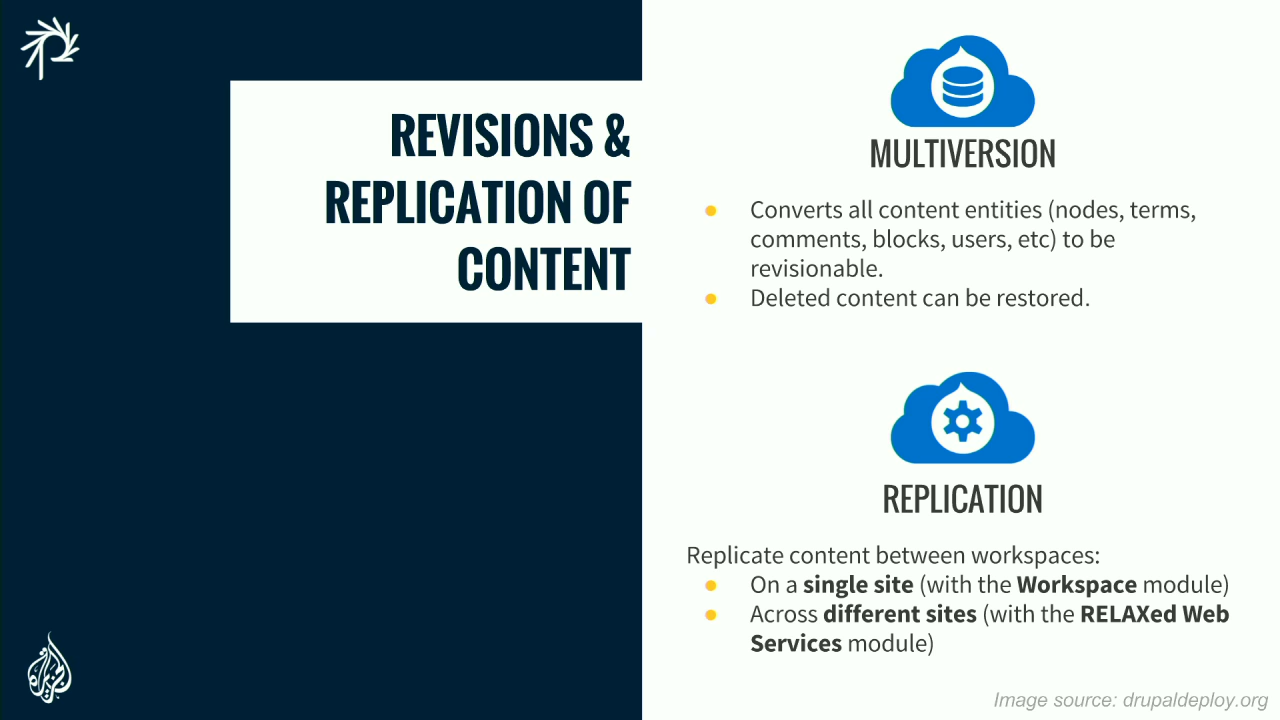 REVISIONS &
REPLICATION OF
CONTENT
MULTIVERSION
● Converts all content entities (nodes, terms,
comments, blocks, users, etc) to be
revisionable.
● Deleted content can be restored.
REPLICATION
Replicate content between workspaces:
● On a single site (with the Workspace module)
● Across different sites (with the RELAXed Web
Services module)
Image source: drupaldeploy.org
الجزيرة